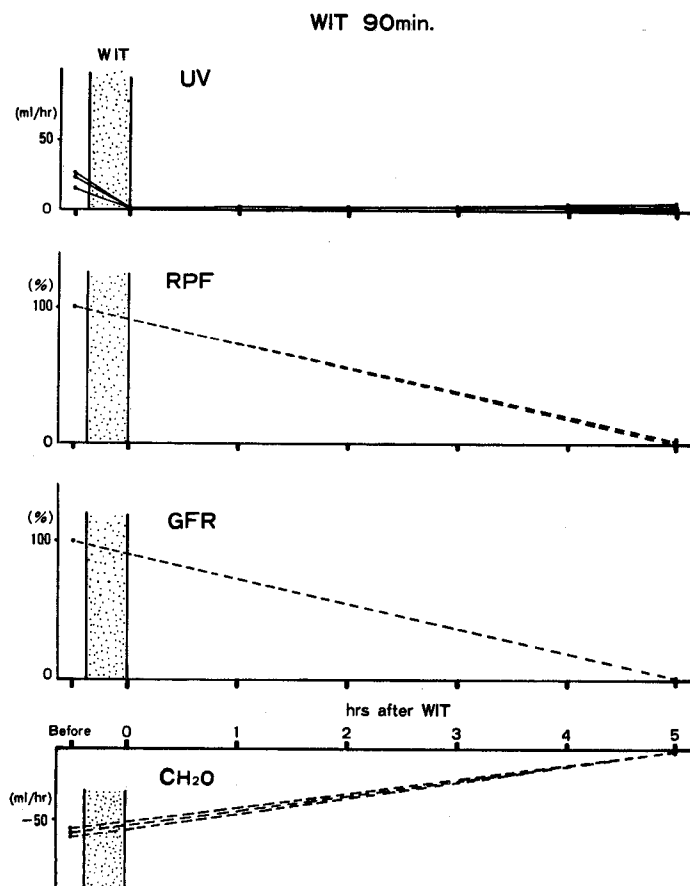 WIT 90min.
WIT
UV
(ml/hr)
50
0
RPF
(%)
100
0
GFR
(%)
100
0
hrs after WIT
Before 0 1 2 3 4 5
CH2O
(ml/hr)
-50